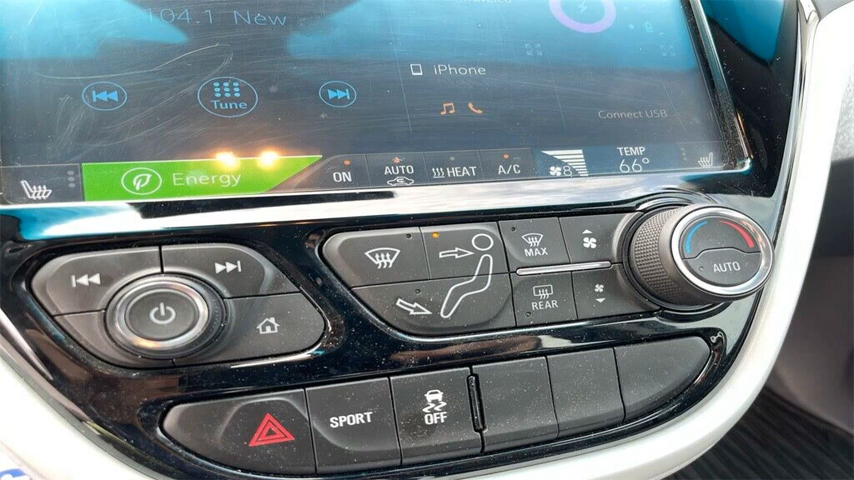 104.1 New
Tune
iPhone
Connect USB
Energy
ON
AUTO
HEAT
A/C
8
TEMP
66°
MAX
REAR
AUTO
SPORT
OFF